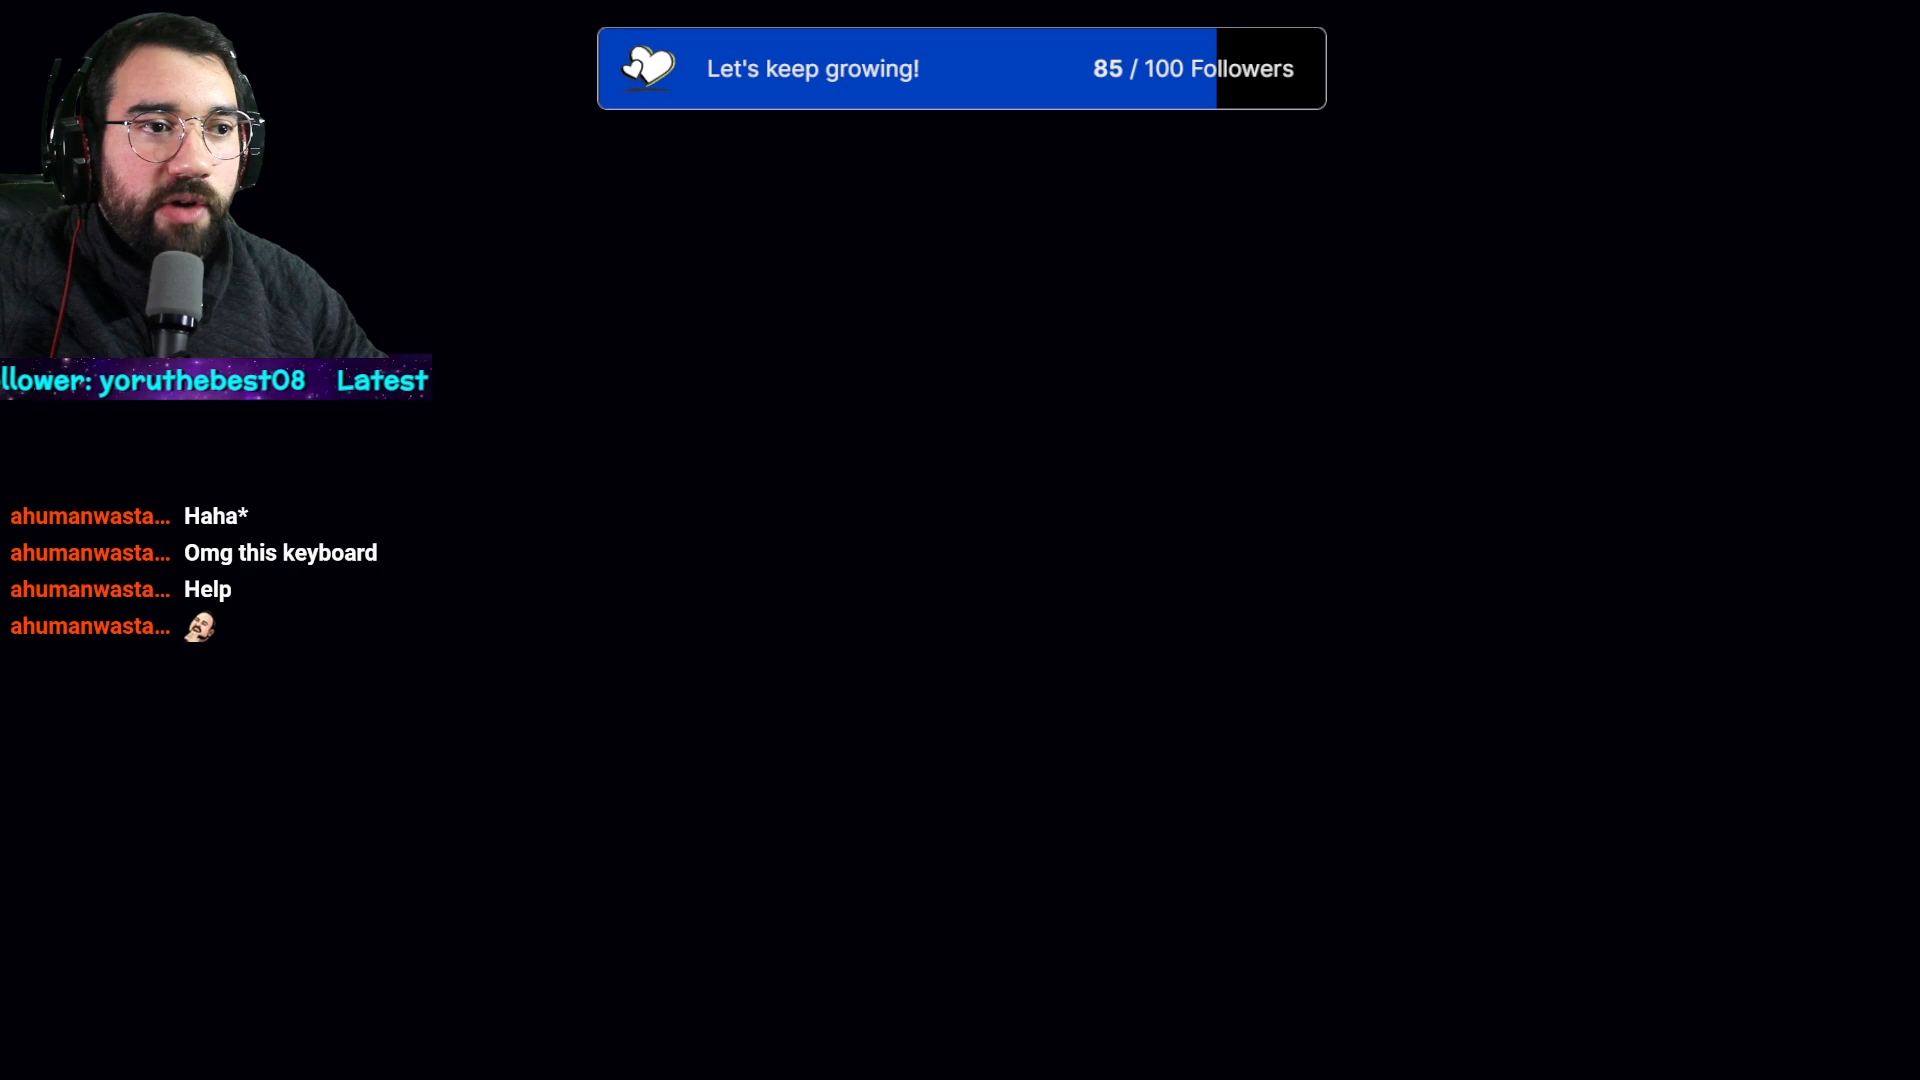 Let's keep growing! 85 / 100 Followers
llower: yoruthebest08 Latest
ahumanwasta... Haha*
ahumanwasta... Omg this keyboard
ahumanwasta... Help
ahumanwasta...